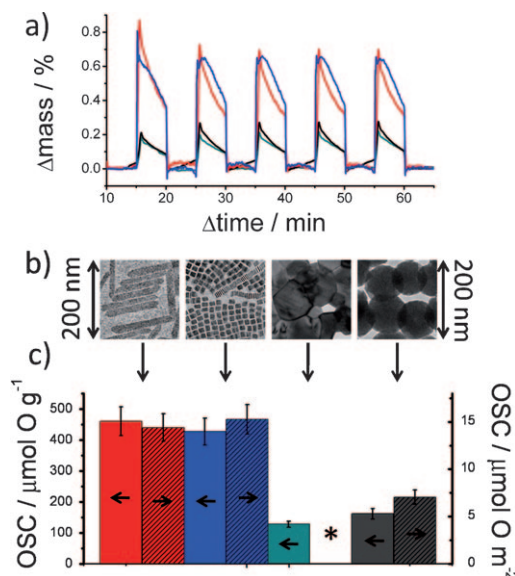 a)
Δmass / %
0.8
0.6
0.4
0.2
0.0
10 20 30 40 50 60
Δtime / min
b)
200 nm
200 nm
c)
OSC / μmol O g⁻¹
500
400
300
200
100
0
*
15
10
5
0
OSC / μmol O m⁻²